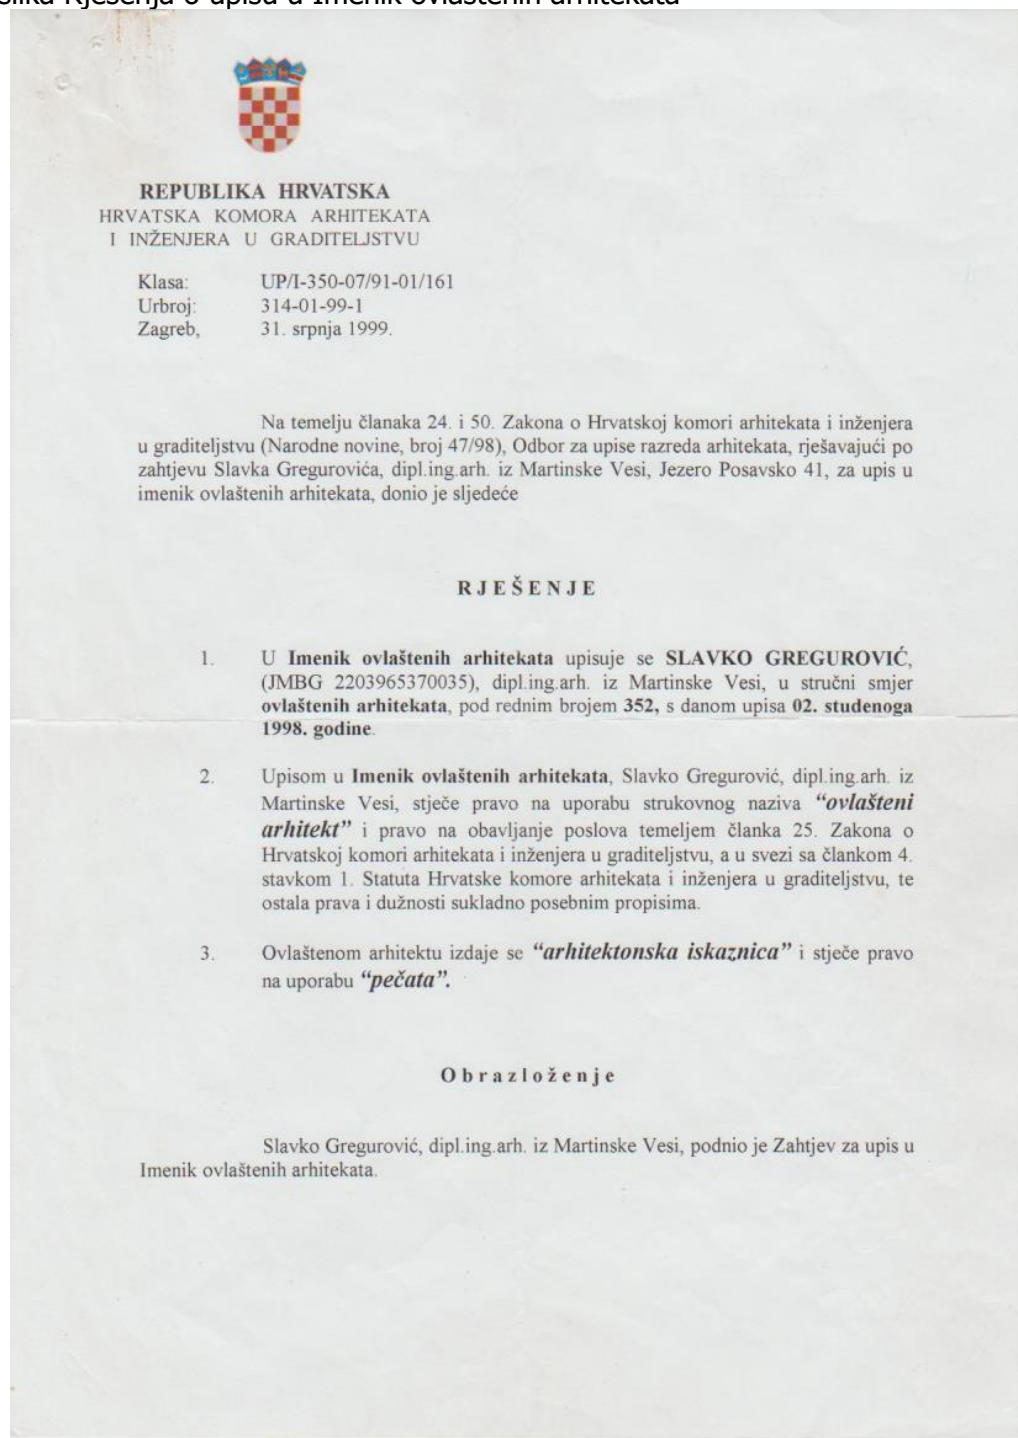 slika Rješenja o upisu u Imenik ovlaštenih arhitekata
REPUBLIKA HRVATSKA
HRVATSKA KOMORA ARHITEKATA
I INŽENJERA U GRADITELJSTVU
Klasa: UP/I-350-07/91-01/161
Urbroj: 314-01-99-1
Zagreb, 31. srpnja 1999.
Na temelju članaka 24. i 50. Zakona o Hrvatskoj komori arhitekata i inženjera
u graditeljstvu (Narodne novine, broj 47/98), Odbor za upise razreda arhitekata, rješavajući po
zahtjevu Slavka Gregurovića, dipl.ing.arh. iz Martinske Vesi, Jezero Posavsko 41, za upis u
imenik ovlaštenih arhitekata, donio je sljedeće
RJEŠENJE
1. U Imenik ovlaštenih arhitekata upisuje se SLAVKO GREGUROVIĆ,
(JMBG 2203965370035), dipl.ing.arh. iz Martinske Vesi, u stručni smjer
ovlaštenih arhitekata, pod rednim brojem 352, s danom upisa 02. studenoga
1998. godine.
2. Upisom u Imenik ovlaštenih arhitekata, Slavko Gregurović, dipl.ing.arh. iz
Martinske Vesi, stječe pravo na uporabu strukovnog naziva “ovlašteni
arhitekt” i pravo na obavljanje poslova temeljem članka 25. Zakona o
Hrvatskoj komori arhitekata i inženjera u graditeljstvu, a u svezi sa člankom 4.
stavkom 1. Statuta Hrvatske komore arhitekata i inženjera u graditeljstvu, te
ostala prava i dužnosti sukladno posebnim propisima.
3. Ovlaštenom arhitektu izdaje se “arhitektonska iskaznica” i stječe pravo
na uporabu “pečata”.
Obrazloženje
Slavko Gregurović, dipl.ing.arh. iz Martinske Vesi, podnio je Zahtjev za upis u
Imenik ovlaštenih arhitekata.